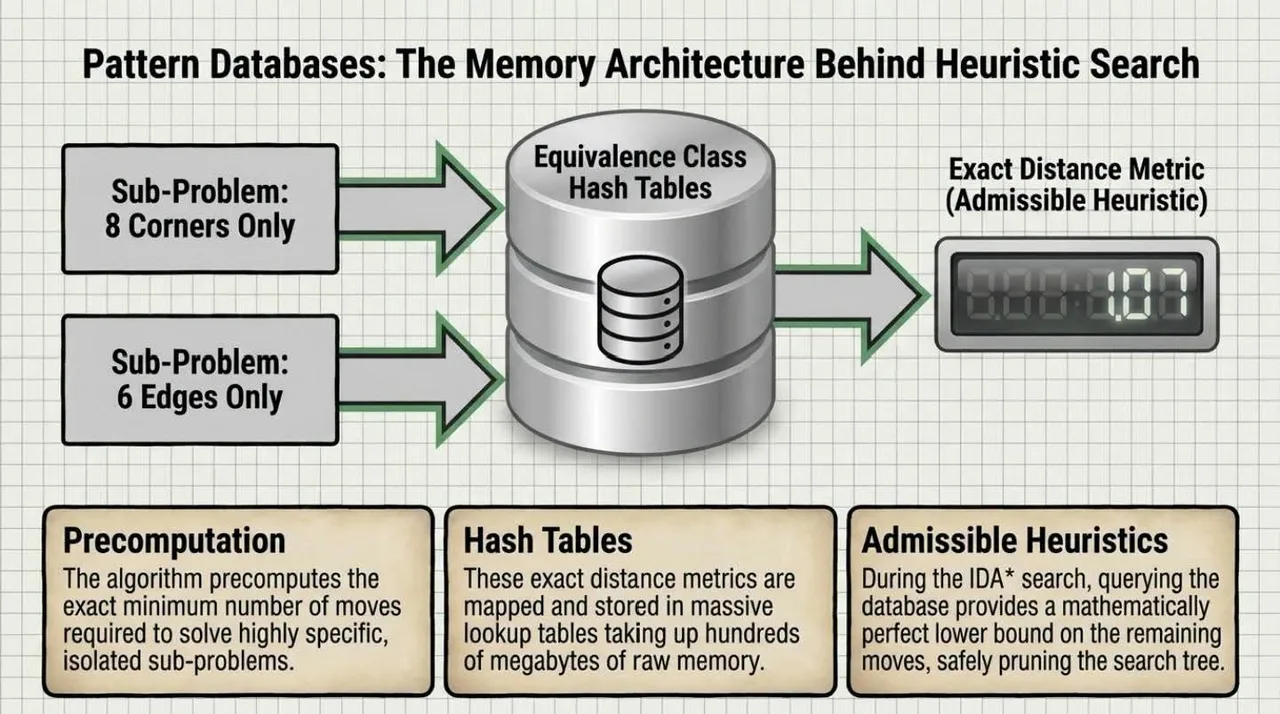 Pattern Databases: The Memory Architecture Behind Heuristic Search
Sub-Problem:
8 Corners Only
Sub-Problem:
6 Edges Only
Equivalence Class
Hash Tables
Exact Distance Metric
(Admissible Heuristic)
1.07
Precomputation
The algorithm precomputes the
exact minimum number of moves
required to solve highly specific,
isolated sub-problems.
Hash Tables
These exact distance metrics are
mapped and stored in massive
lookup tables taking up hundreds
of megabytes of raw memory.
Admissible Heuristics
During the IDA* search, querying the
database provides a mathematically
perfect lower bound on the remaining
moves, safely pruning the search tree.